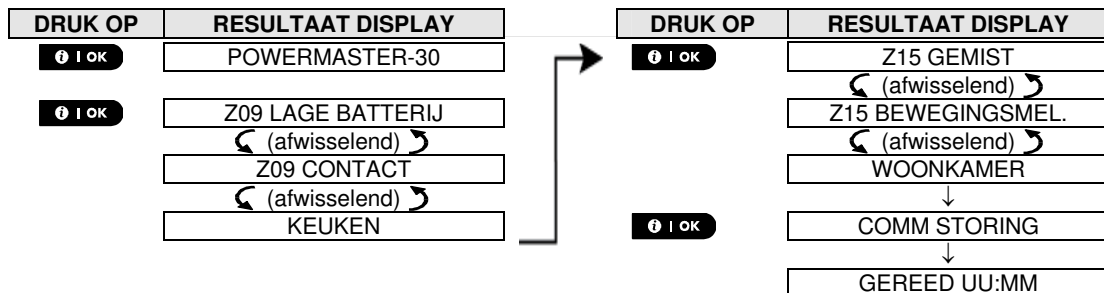 DRUK OP RESULTAAT DISPLAY
i I OK POWERMASTER-30
i I OK Z09 LAGE BATTERIJ
(afwisselend)
Z09 CONTACT
(afwisselend)
KEUKEN
DRUK OP RESULTAAT DISPLAY
i I OK Z15 GEMIST
(afwisselend)
Z15 BEWEGINGSMEL.
(afwisselend)
WOONKAMER
↓
i I OK COMM STORING
↓
GEREED UU:MM